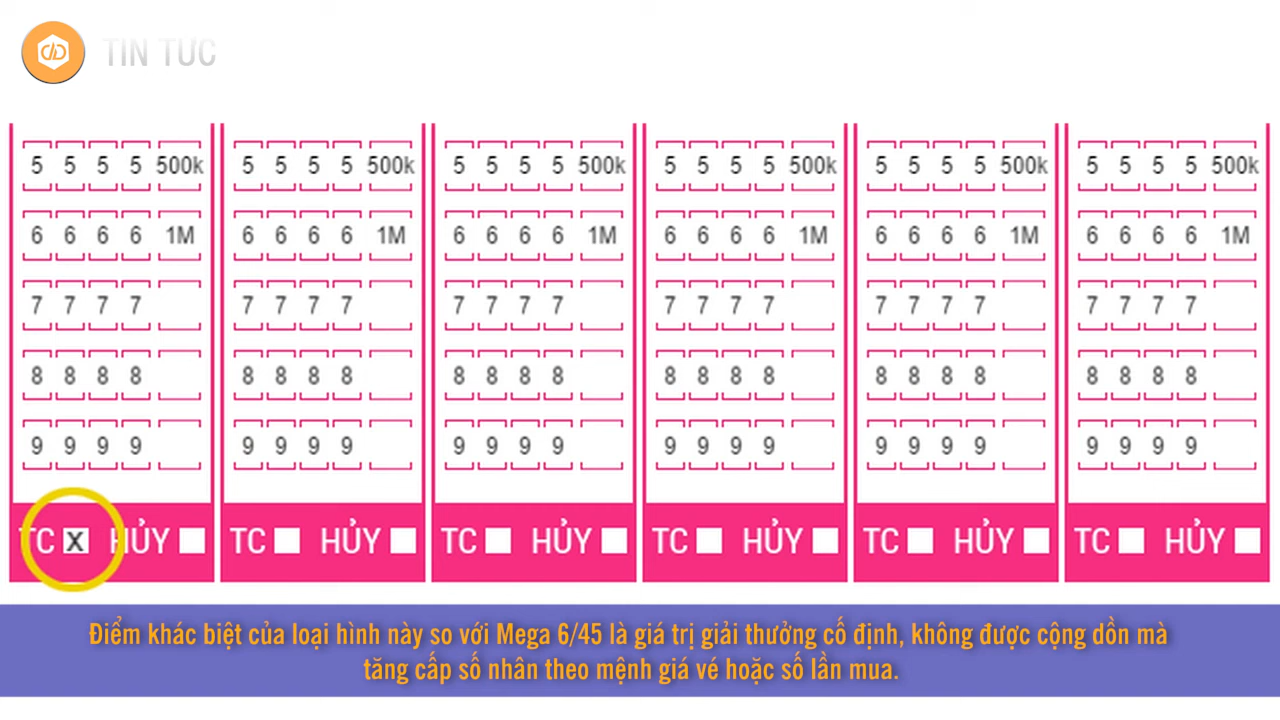 TIN TỨC
5 5 5 5 500k 5 5 5 5 500k 5 5 5 5 500k 5 5 5 5 500k 5 5 5 5 500k 5 5 5 5 500k
6 6 6 6 1M 6 6 6 6 1M 6 6 6 6 1M 6 6 6 6 1M 6 6 6 6 1M 6 6 6 6 1M
7 7 7 7 7 7 7 7 7 7 7 7 7 7 7 7 7 7 7 7 7 7 7 7
8 8 8 8 8 8 8 8 8 8 8 8 8 8 8 8 8 8 8 8 8 8 8 8
9 9 9 9 9 9 9 9 9 9 9 9 9 9 9 9 9 9 9 9 9 9 9 9
TC X HỦY TC HỦY TC HỦY TC HỦY TC HỦY TC HỦY
Điểm khác biệt của loại hình này so với Mega 6/45 là giá trị giải thưởng cố định, không được cộng dồn mà
tăng cấp số nhân theo mệnh giá vé hoặc số lần mua.